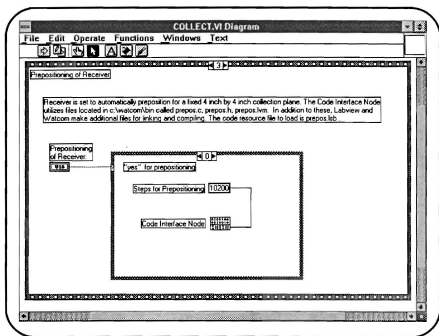 COLLECT.VI Diagram
File Edit Operate Functions Windows Text
3
Prepositioning of Receiver
Receiver is set to automatically preposition for a fixed 4 inch by 4 inch collection plane. The Code Interface Node
utilizes files located in c:\watcom\bin called prepos.c, prepos.h, prepos.lvm. In addition to these, Labview and
Watcom make additional files for linking and compiling. The code resource file to load is prepos.lsb.
Prepositioning
of Receiver
0
"yes" for prepositioning
Steps for Prepositioning 10200
Code Interface Node